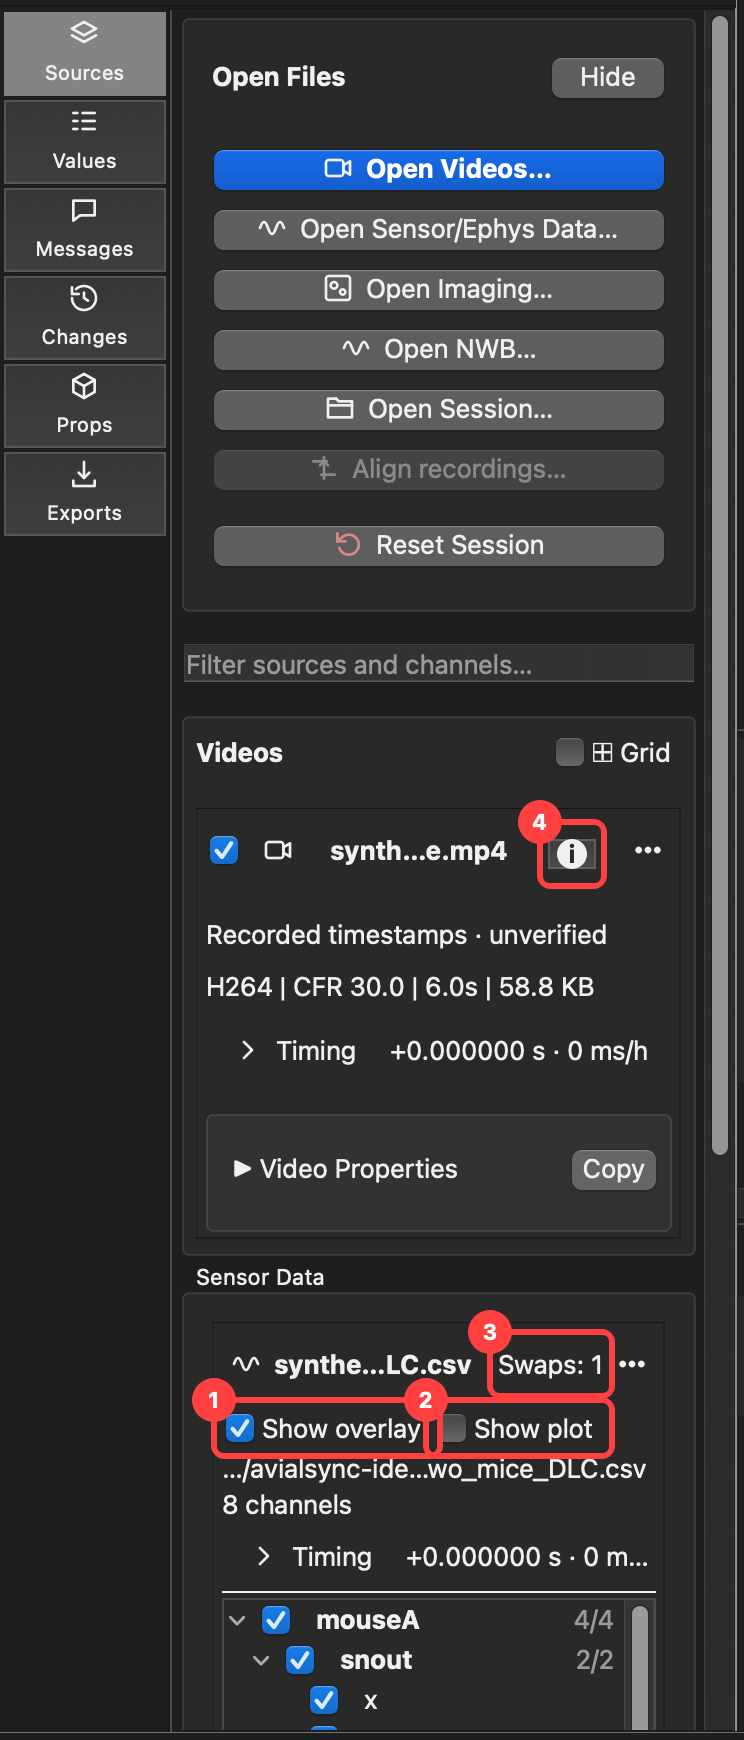 Sources
Values
Messages
Changes
Props
Exports
Open Files
Hide
Open Videos...
Open Sensor/Ephys Data...
Open Imaging...
Open NWB...
Open Session...
Align recordings...
Reset Session
Filter sources and channels...
Videos
Grid
4
synth...e.mp4
Recorded timestamps · unverified
H264 | CFR 30.0 | 6.0s | 58.8 KB
Timing +0.000000 s · 0 ms/h
Video Properties
Copy
Sensor Data
3
synthe...LC.csv
Swaps: 1
1
2
Show overlay
Show plot
.../avialsync-ide...wo_mice_DLC.csv
8 channels
Timing +0.000000 s · 0 m...
mouseA 4/4
snout 2/2
x